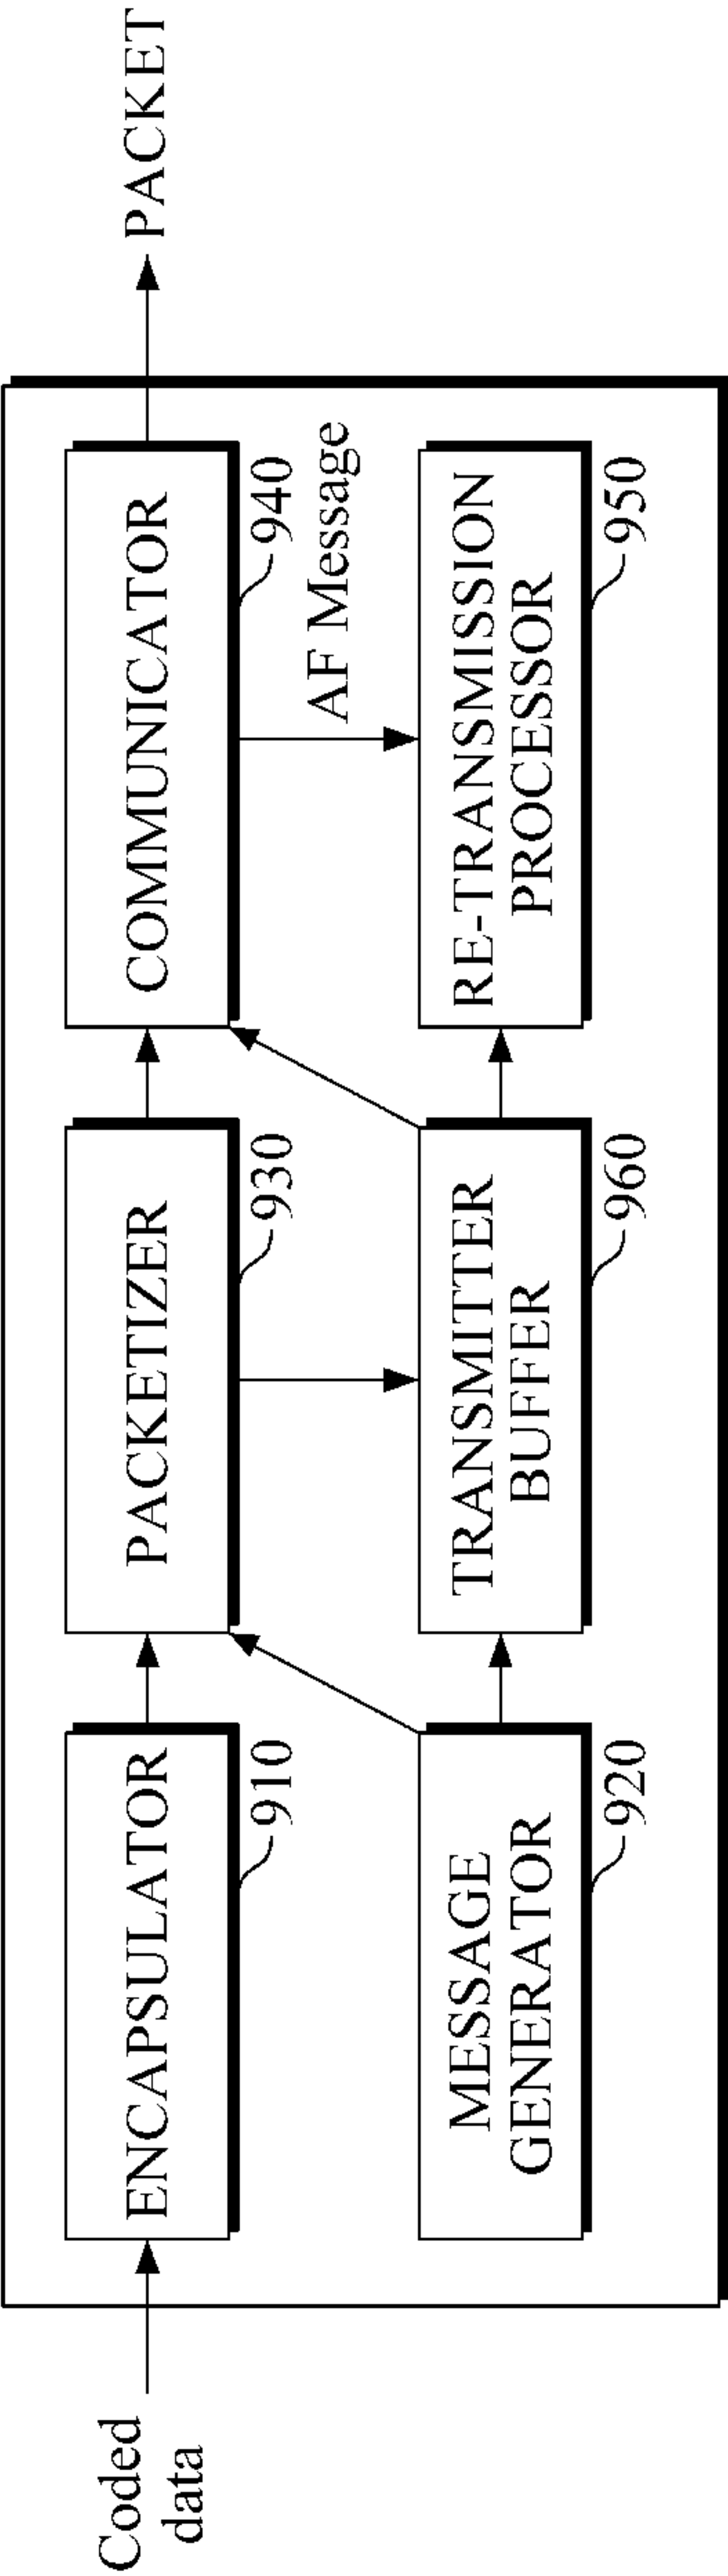 Coded
data
ENCAPSULATOR
910
PACKETIZER
930
COMMUNICATOR
940
PACKET
AF Message
MESSAGE
GENERATOR
920
TRANSMITTER
BUFFER
960
RE-TRANSMISSION
PROCESSOR
950